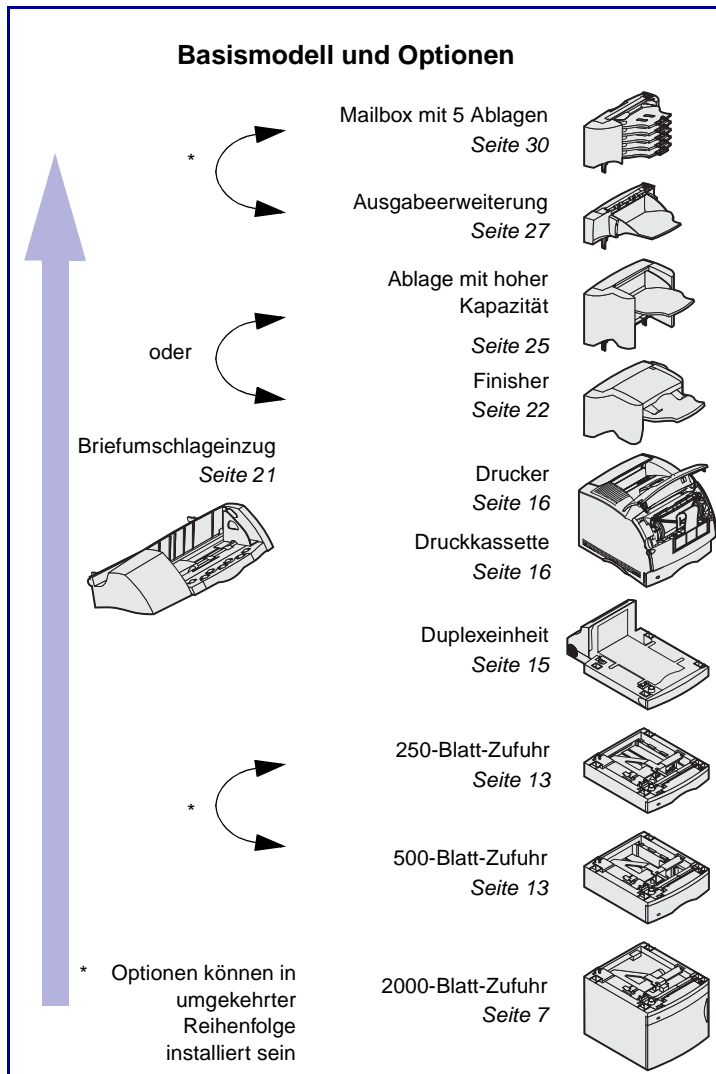 Basismodell und Optionen
Mailbox mit 5 Ablagen
Seite 30
*
Ausgabeerweiterung
Seite 27
Ablage mit hoher
Kapazität
Seite 25
oder
Finisher
Seite 22
Briefumschlageinzug
Seite 21
Drucker
Seite 16
Druckkassette
Seite 16
Duplexeinheit
Seite 15
250-Blatt-Zufuhr
Seite 13
*
500-Blatt-Zufuhr
Seite 13
2000-Blatt-Zufuhr
Seite 7
* Optionen können in
umgekehrter
Reihenfolge
installiert sein